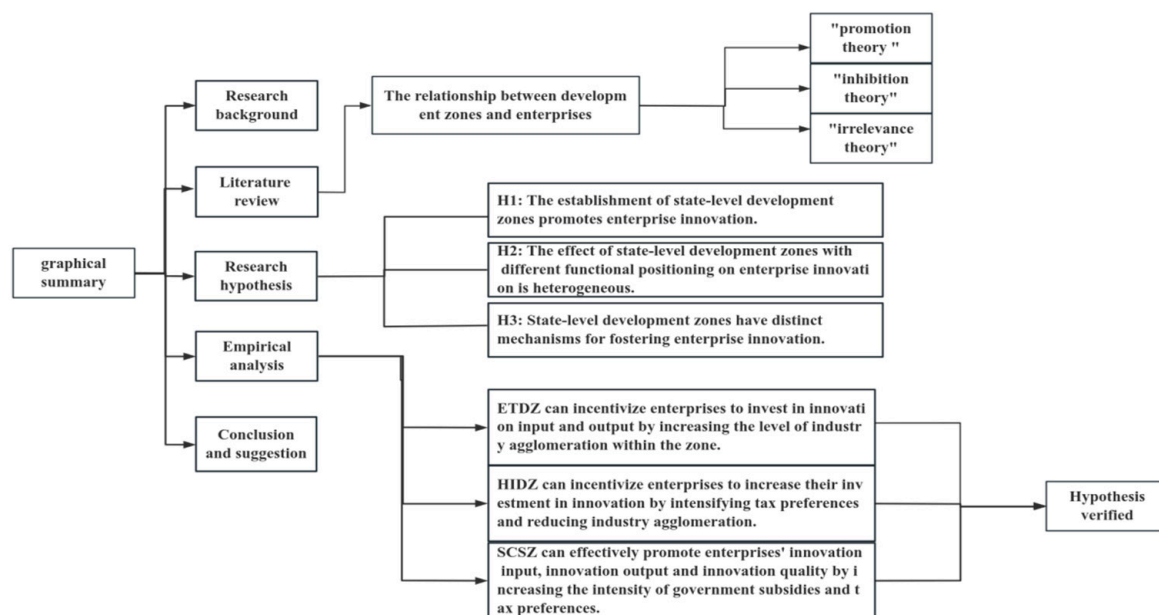 graphical
summary
Research
background
Literature
review
Research
hypothesis
Empirical
analysis
Conclusion
and suggestion
The relationship between developm
ent zones and enterprises
"promotion
theory "
"inhibition
theory"
"irrelevance
theory"
H1: The establishment of state-level development
zones promotes enterprise innovation.
H2: The effect of state-level development zones with
different functional positioning on enterprise innovati
on is heterogeneous.
H3: State-level development zones have distinct
mechanisms for fostering enterprise innovation.
ETDZ can incentivize enterprises to invest in innovati
on input and output by increasing the level of industr
y agglomeration within the zone.
HIDZ can incentivize enterprises to increase their inv
estment in innovation by intensifying tax preferences
and reducing industry agglomeration.
SCSZ can effectively promote enterprises' innovation
input, innovation output and innovation quality by i
ncreasing the intensity of government subsidies and t
ax preferences.
Hypothesis
verified